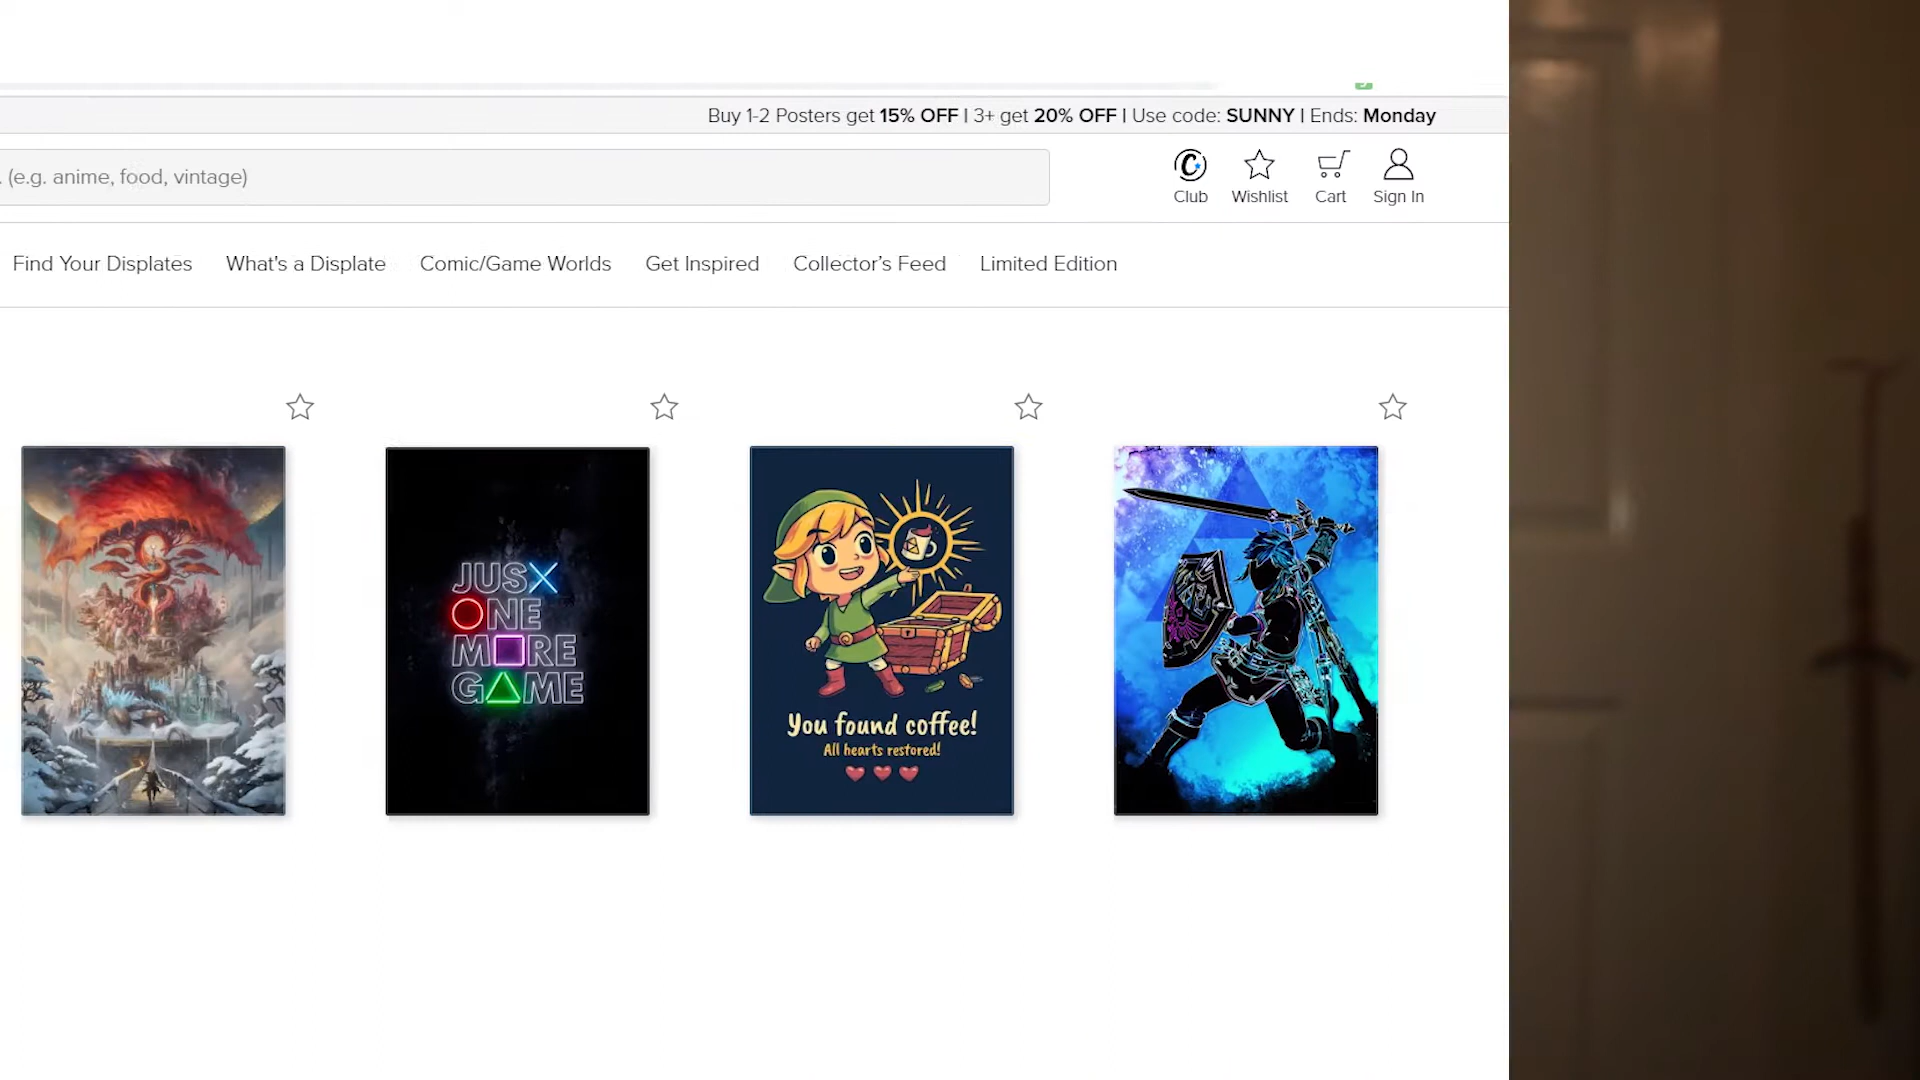 Buy 1-2 Posters get 15% OFF | 3+ get 20% OFF | Use code: SUNNY | Ends: Monday
. (e.g. anime, food, vintage)
Club
Wishlist
Cart
Sign In
Find Your Displates
What's a Displate
Comic/Game Worlds
Get Inspired
Collector's Feed
Limited Edition
JUSX
ONE
MORE
GAME
You found coffee!
All hearts restored!